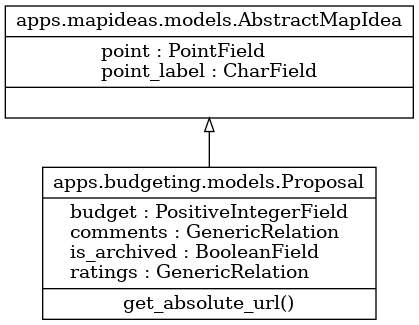 apps.mapideas.models.AbstractMapIdea
point : PointField
point_label : CharField
apps.budgeting.models.Proposal
budget : PositiveIntegerField
comments : GenericRelation
is_archived : BooleanField
ratings : GenericRelation
get_absolute_url()